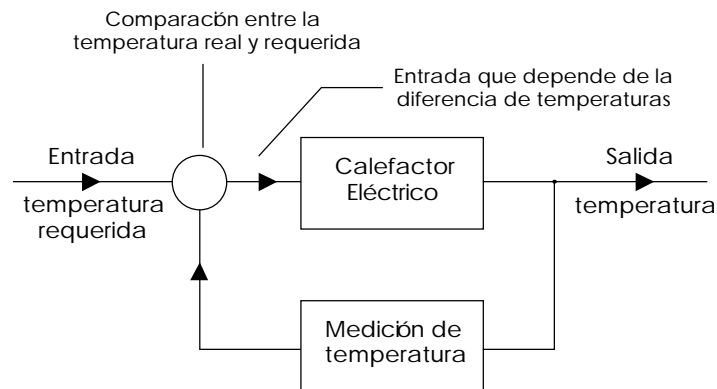 Comparación entre la
temperatura real y requerida
Entrada que depende de la
diferencia de temperaturas
Entrada
temperatura
requerida
Calefactor
Eléctrico
Salida
temperatura
Medición de
temperatura